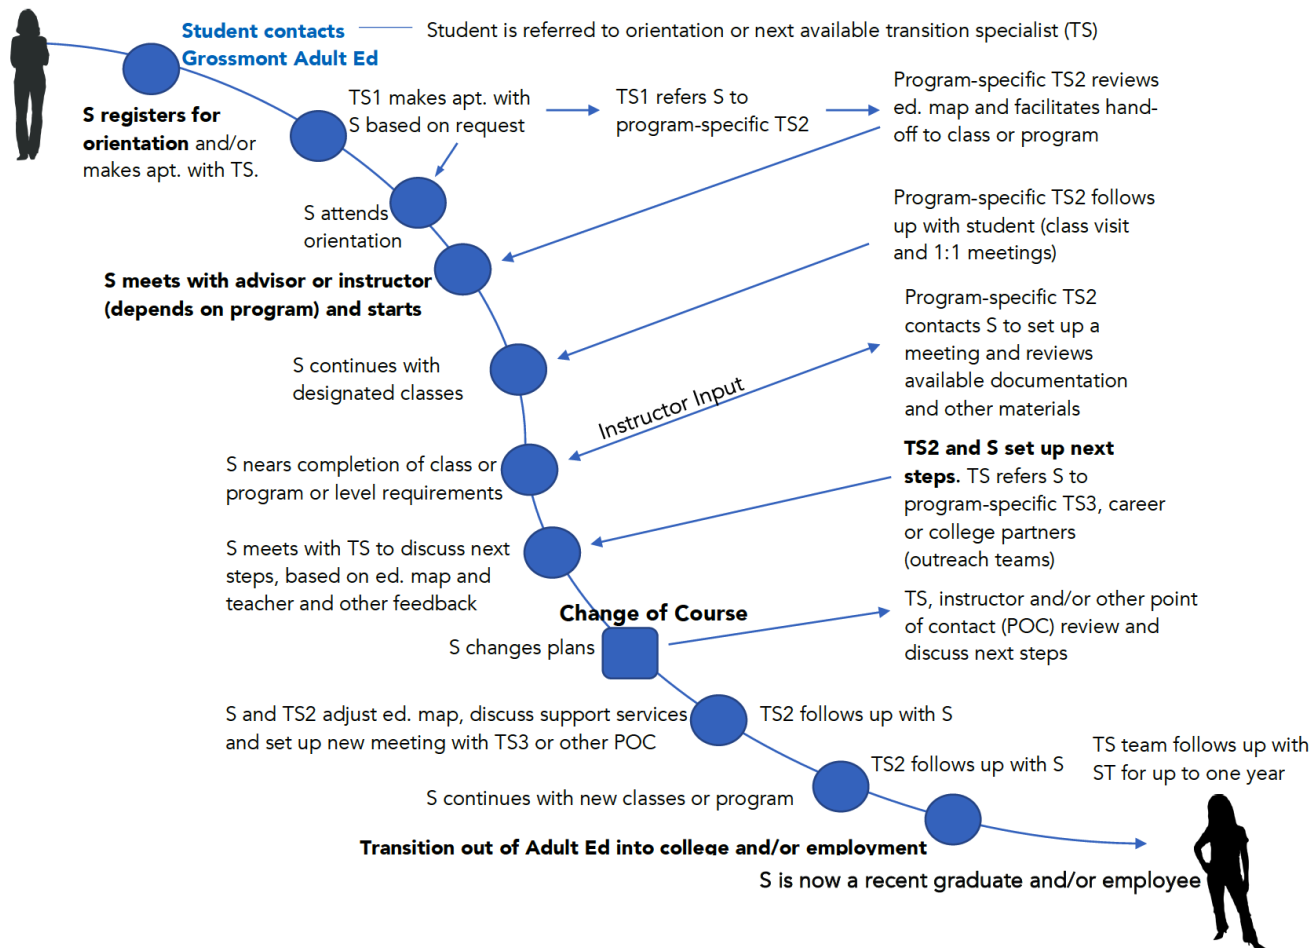 Student contacts
Grossmont Adult Ed
Student is referred to orientation or next available transition specialist (TS)
S registers for
orientation and/or
makes apt. with TS.
TS1 makes apt. with
S based on request
TS1 refers S to
program-specific TS2
Program-specific TS2 reviews
ed. map and facilitates hand-
off to class or program
S attends
orientation
Program-specific TS2 follows
up with student (class visit
and 1:1 meetings)
S meets with advisor or instructor
(depends on program) and starts
Program-specific TS2
contacts S to set up a
meeting and reviews
available documentation
and other materials
S continues with
designated classes
Instructor Input
S nears completion of class or
program or level requirements
TS2 and S set up next
steps. TS refers S to
program-specific TS3, career
or college partners
(outreach teams)
S meets with TS to discuss next
steps, based on ed. map and
teacher and other feedback
Change of Course
S changes plans
TS, instructor and/or other point
of contact (POC) review and
discuss next steps
S and TS2 adjust ed. map, discuss support services
and set up new meeting with TS3 or other POC
TS2 follows up with S
TS2 follows up with S
S continues with new classes or program
TS team follows up with
ST for up to one year
Transition out of Adult Ed into college and/or employment
S is now a recent graduate and/or employee